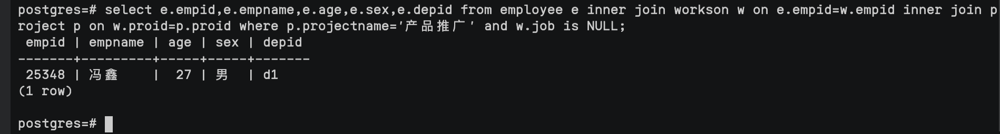 postgres=# select e.empid,e.empname,e.age,e.sex,e.depid from employee e inner join workson w on e.empid=w.empid inner join p
roject p on w.proid=p.proid where p.projectname='产品推广' and w.job is NULL;
 empid | empname | age | sex | depid
-------+---------+-----+-----+-------
 25348 | 冯鑫    |  27 | 男  | d1
(1 row)
postgres=#